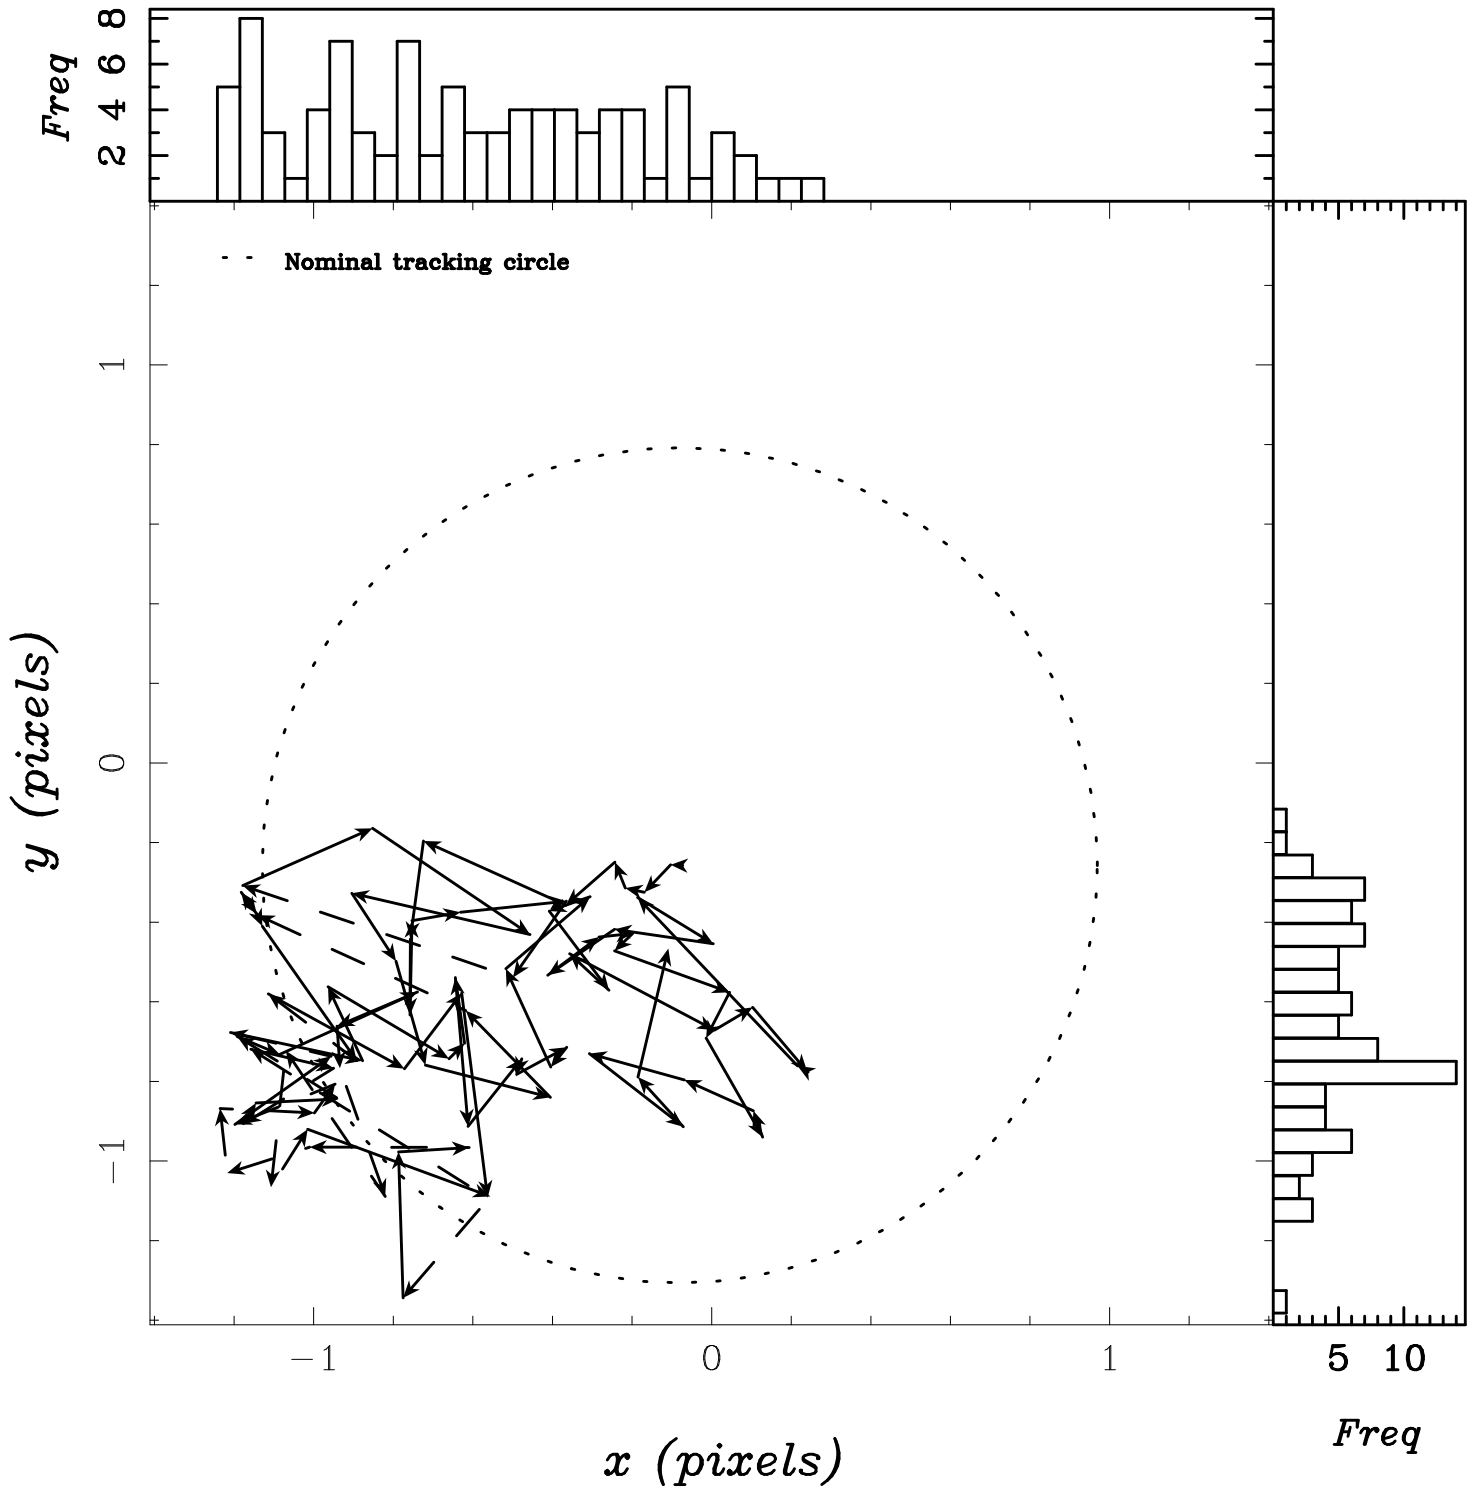 Freq
8
6
4
2
Nominal tracking circle
1
0
−1
y (pixels)
−1 0 1
5 10
x (pixels)
Freq